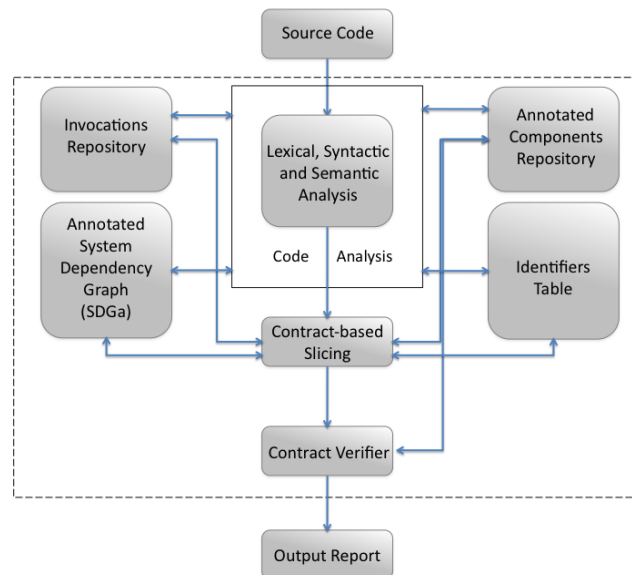 Source Code
Invocations
Repository
Lexical, Syntactic
and Semantic
Analysis
Annotated
Components
Repository
Annotated
System
Dependency
Graph
(SDGa)
Code Analysis
Identifiers
Table
Contract-based
Slicing
Contract Verifier
Output Report